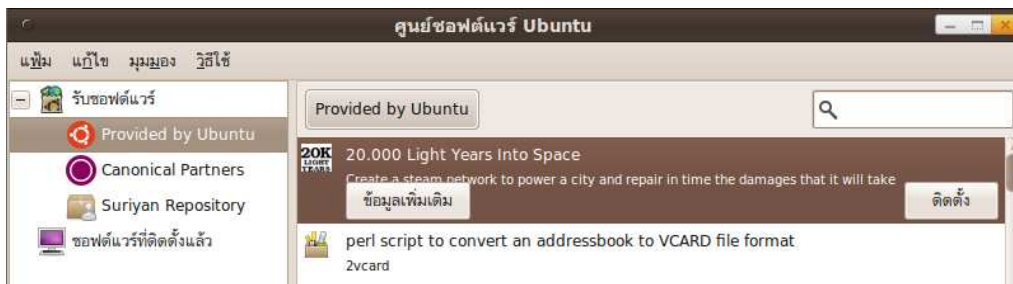 ศูนย์ซอฟต์แวร์ Ubuntu
แฟ้ม แก้ไข มุมมอง วิธีใช้
รับซอฟต์แวร์
Provided by Ubuntu
Canonical Partners
Suriyan Repository
ซอฟต์แวร์ที่ติดตั้งแล้ว
Provided by Ubuntu
20K LIGHT YEARS
20.000 Light Years Into Space
Create a steam network to power a city and repair in time the damages that it will take
ข้อมูลเพิ่มเติม
ติดตั้ง
perl script to convert an addressbook to VCARD file format
2vcard